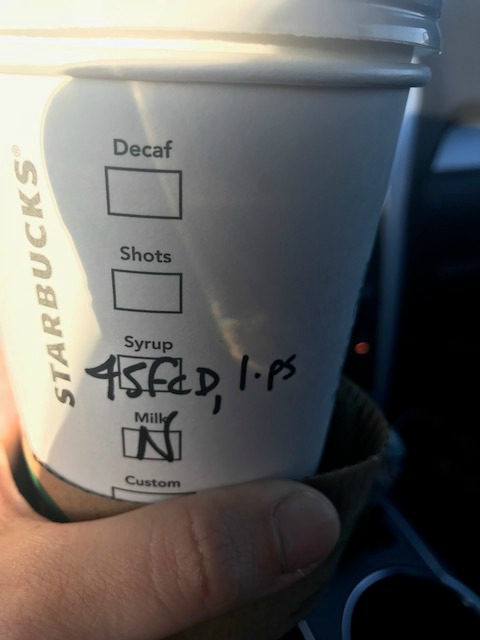 STARBUCKS®
Decaf
Shots
Syrup
4SFCD, 1.ps
Milk
N
Custom